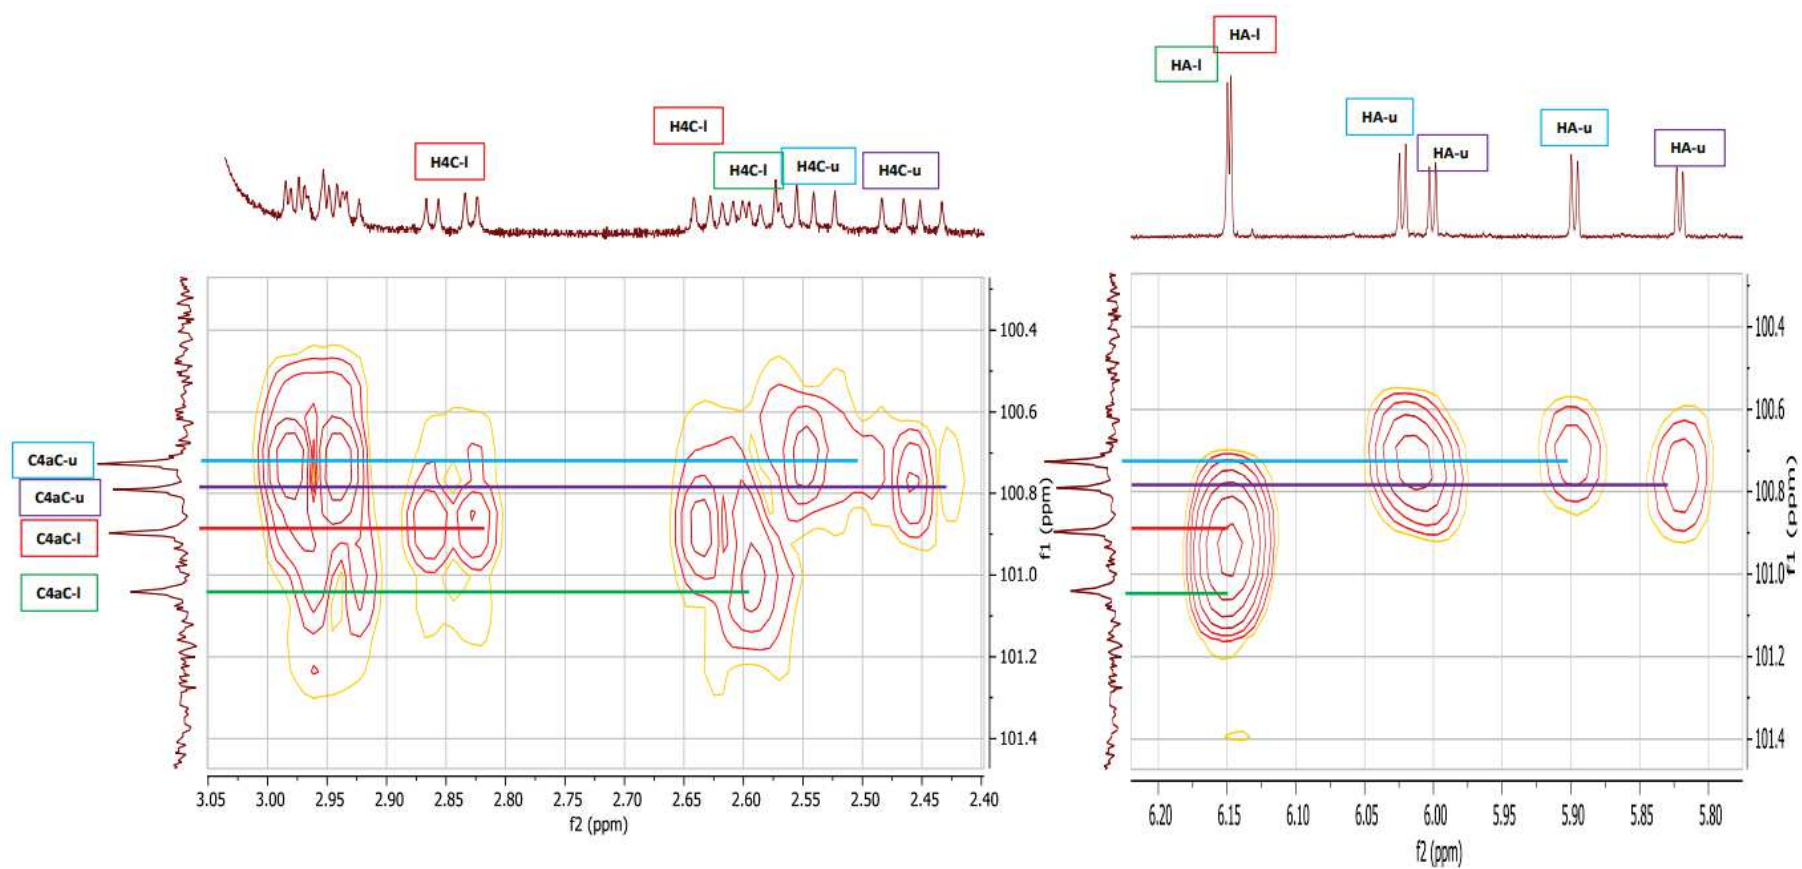 HA-l
HA-l
H4C-l
H4C-l
H4C-l
H4C-u
H4C-u
HA-u
HA-u
HA-u
HA-u
C4aC-u
C4aC-u
C4aC-l
C4aC-l
100.4
100.6
100.8
101.0
101.2
101.4
f1 (ppm)
3.05 3.00 2.95 2.90 2.85 2.80 2.75 2.70 2.65 2.60 2.55 2.50 2.45 2.40
f2 (ppm)
100.4
100.6
100.8
101.0
101.2
101.4
f1 (ppm)
6.20 6.15 6.10 6.05 6.00 5.95 5.90 5.85 5.80
f2 (ppm)